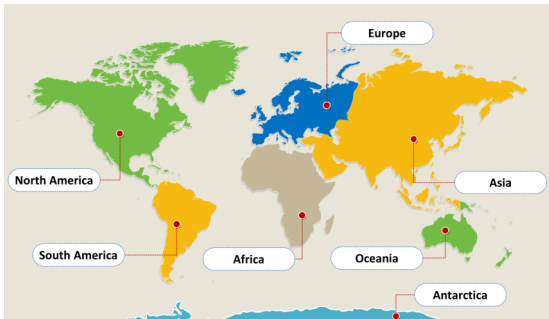 Europe
North America
Asia
South America
Africa
Oceania
Antarctica